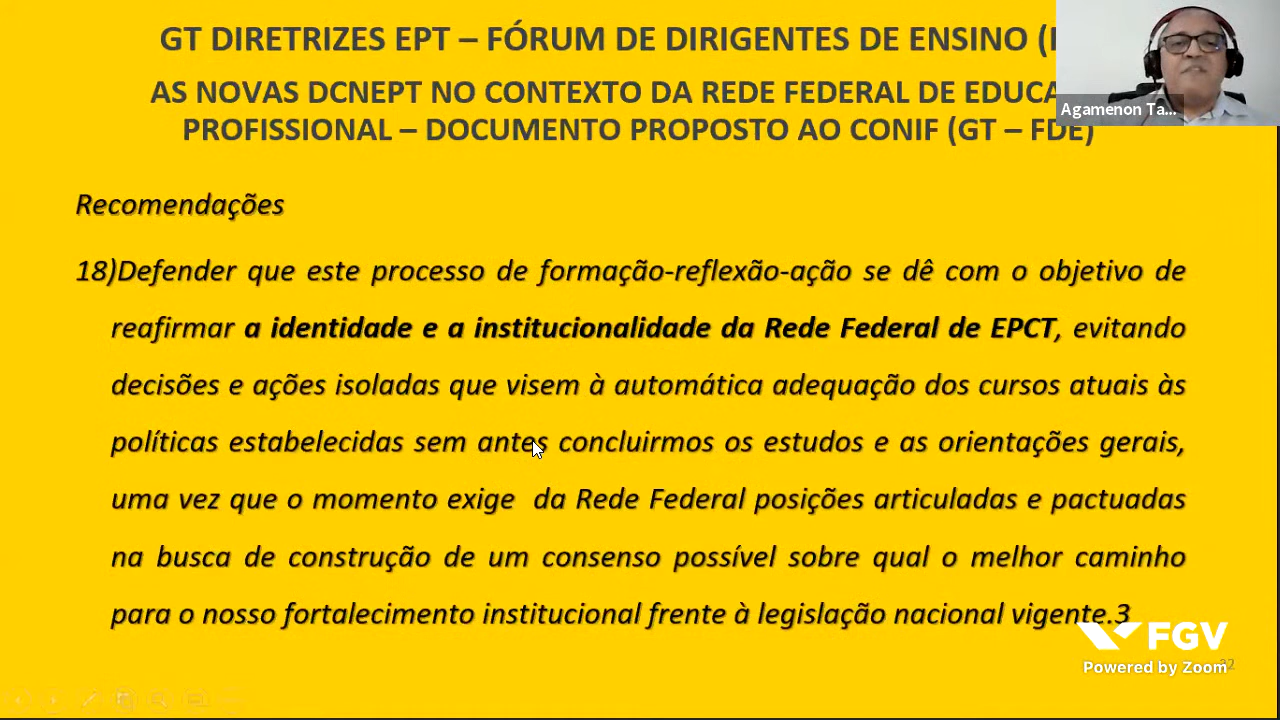 GT DIRETRIZES EPT – FÓRUM DE DIRIGENTES DE ENSINO (
AS NOVAS DCNEPT NO CONTEXTO DA REDE FEDERAL DE EDUCA
PROFISSIONAL – DOCUMENTO PROPOSTO AO CONIF (GT – FDE)
Agamenon Ta...
Recomendações
18)Defender que este processo de formação-reflexão-ação se dê com o objetivo de
reafirmar a identidade e a institucionalidade da Rede Federal de EPCT, evitando
decisões e ações isoladas que visem à automática adequação dos cursos atuais às
políticas estabelecidas sem antes concluirmos os estudos e as orientações gerais,
uma vez que o momento exige da Rede Federal posições articuladas e pactuadas
na busca de construção de um consenso possível sobre qual o melhor caminho
para o nosso fortalecimento institucional frente à legislação nacional vigente.3
FGV
Powered by Zoom